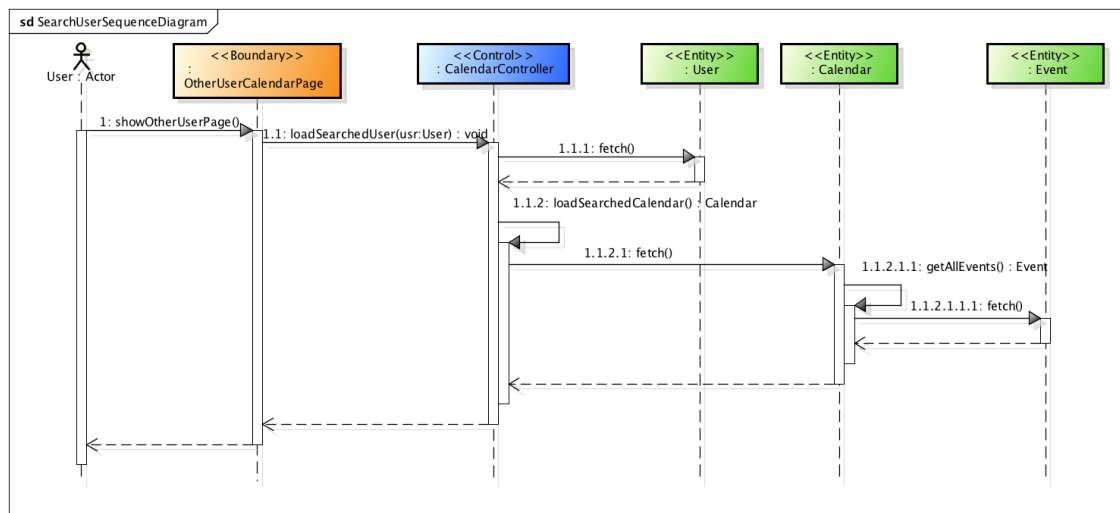 sd SearchUserSequenceDiagram
User : Actor
<<Boundary>>
:
OtherUserCalendarPage
<<Control>>
: CalendarController
<<Entity>>
: User
<<Entity>>
: Calendar
<<Entity>>
: Event
1: showOtherUserPage()
1.1: loadSearchedUser(usr:User) : void
1.1.1: fetch()
1.1.2: loadSearchedCalendar() : Calendar
1.1.2.1: fetch()
1.1.2.1.1: getAllEvents() : Event
1.1.2.1.1.1: fetch()